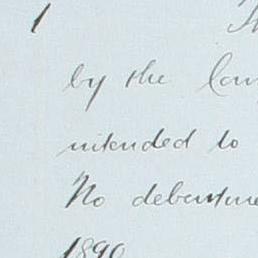 1
by the
intended to
No debenture
1890